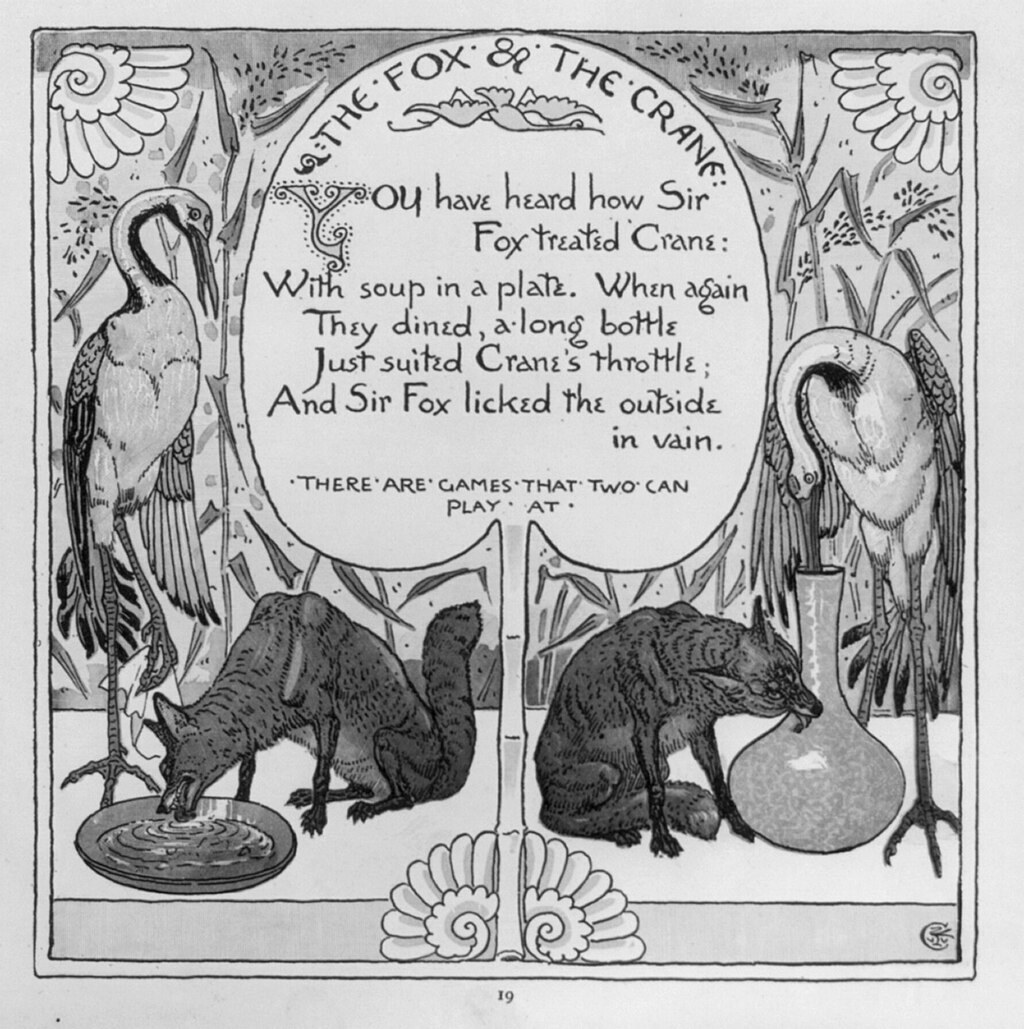 THE · FOX · & · THE · CRANE
YOU have heard how Sir
Fox treated Crane:
With soup in a plate. When again
They dined, a long bottle
Just suited Crane's throttle;
And Sir Fox licked the outside
in vain.
· THERE · ARE · GAMES · THAT · TWO · CAN
PLAY · AT ·
19